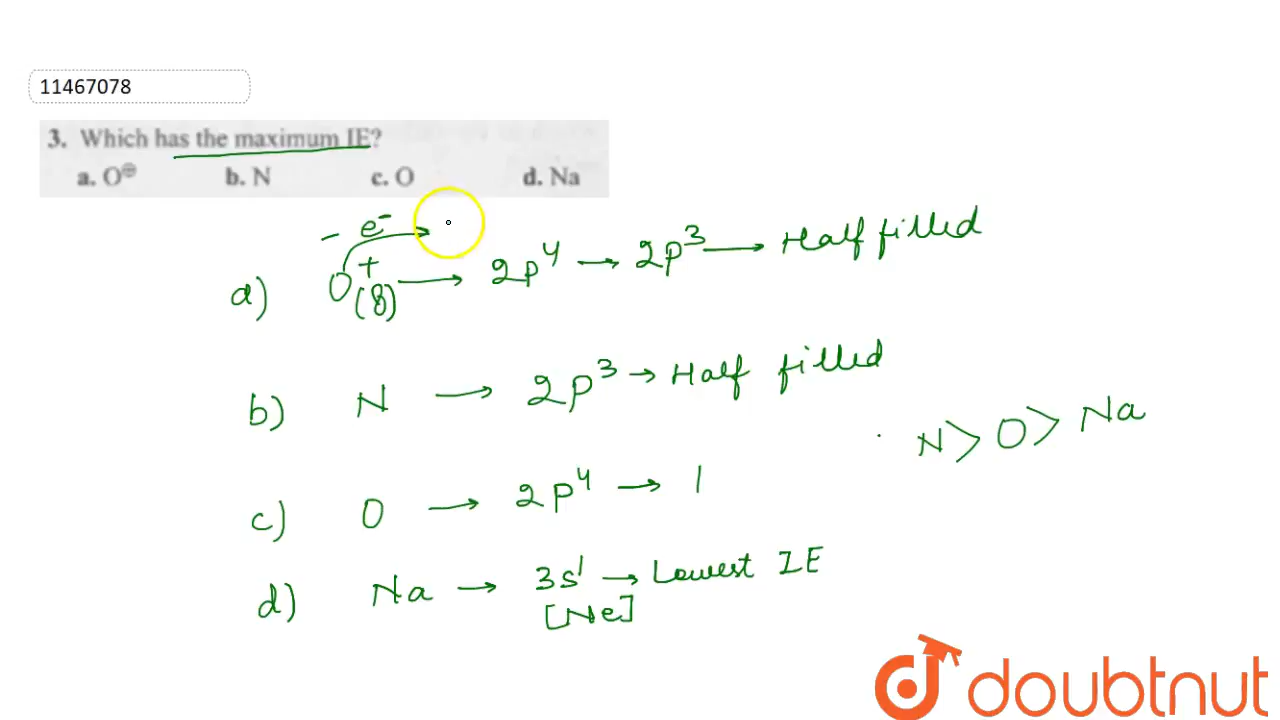 11467078
3. Which has the maximum IE?
a. O⊕ b. N c. O d. Na
- e-
a) O+ (8) → 2p4 → 2p3 → Half filled
b) N → 2p3 → Half filled
N > O > Na
c) O → 2p4 → 1
d) Na → 3s1 → Lowest IE
[Ne]
doubtnut